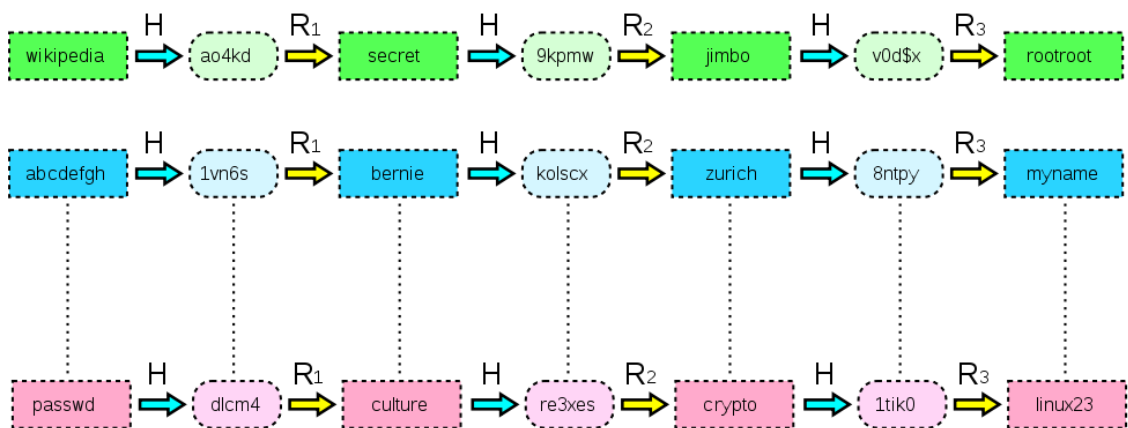 H R1 H R2 H R3
wikipedia ao4kd secret 9kpmw jimbo v0d$x rootroot
H R1 H R2 H R3
abcdefgh 1vn6s bernie kolscx zurich 8ntpy myname
H R1 H R2 H R3
passwd dlcm4 culture re3xes crypto 1tik0 linux23